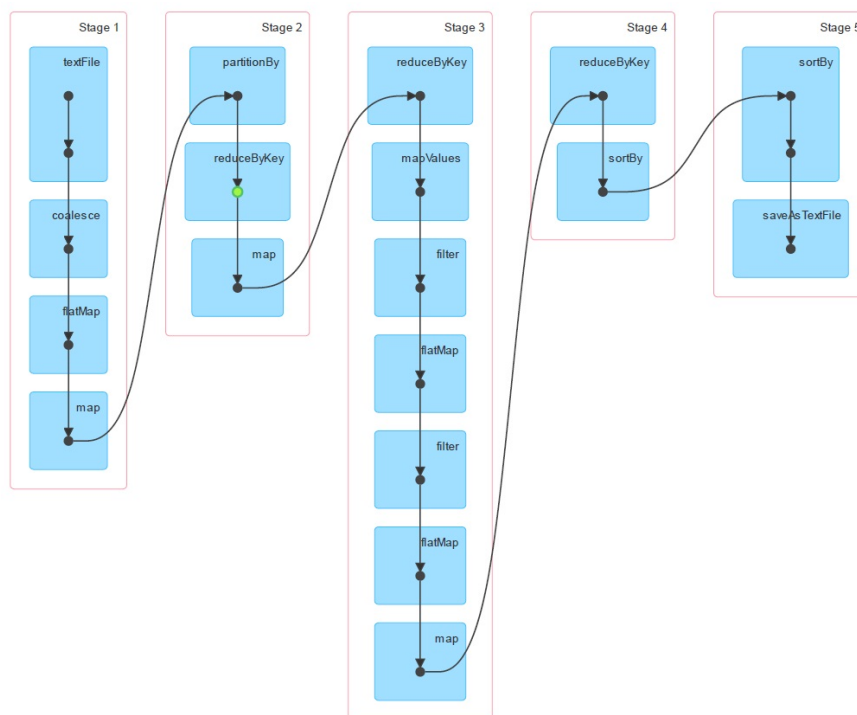 Stage 1
textFile
coalesce
flatMap
map
Stage 2
partitionBy
reduceByKey
map
Stage 3
reduceByKey
mapValues
filter
flatMap
filter
flatMap
map
Stage 4
reduceByKey
sortBy
Stage 5
sortBy
saveAsTextFile